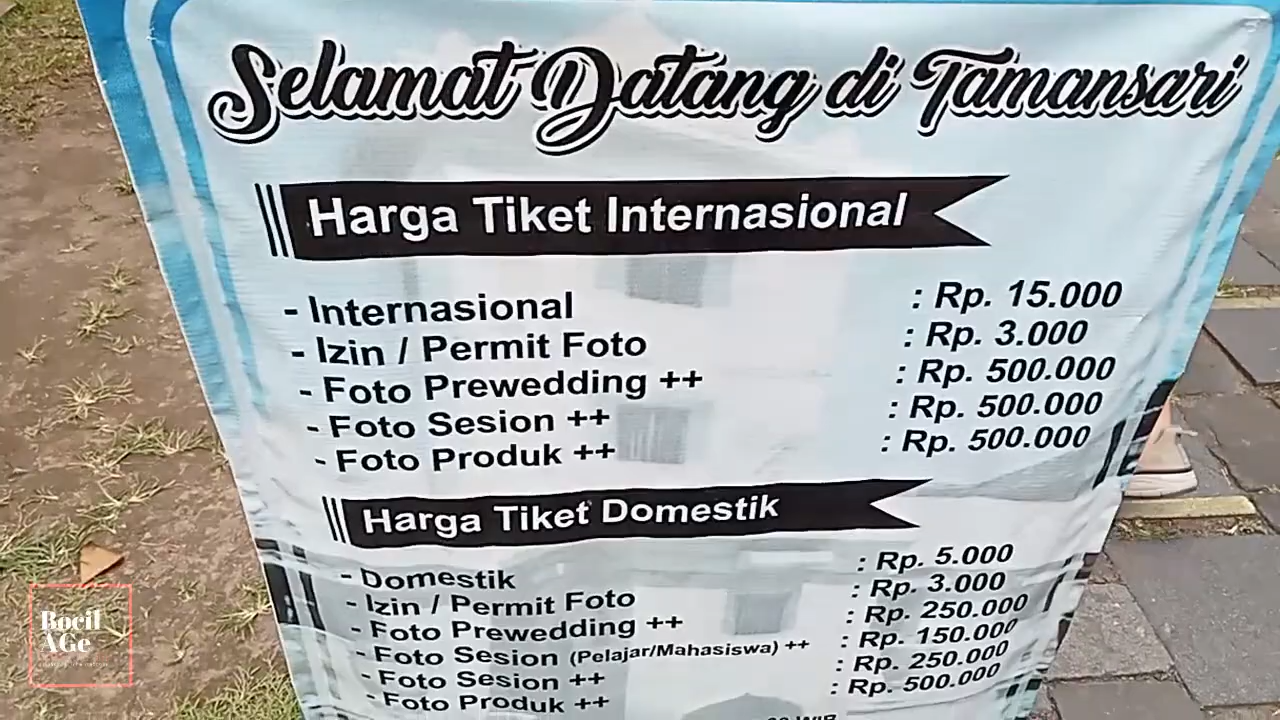 Selamat Datang di Tamansari
Harga Tiket Internasional
- Internasional : Rp. 15.000
- Izin / Permit Foto : Rp. 3.000
- Foto Prewedding ++ : Rp. 500.000
- Foto Sesion ++ : Rp. 500.000
- Foto Produk ++ : Rp. 500.000
Harga Tiket Domestik
- Domestik : Rp. 5.000
- Izin / Permit Foto : Rp. 3.000
- Foto Prewedding ++ : Rp. 250.000
- Foto Sesion (Pelajar/Mahasiswa) ++ : Rp. 150.000
- Foto Sesion ++ : Rp. 250.000
- Foto Produk ++ : Rp. 500.000
WIB
Bocil
AGe